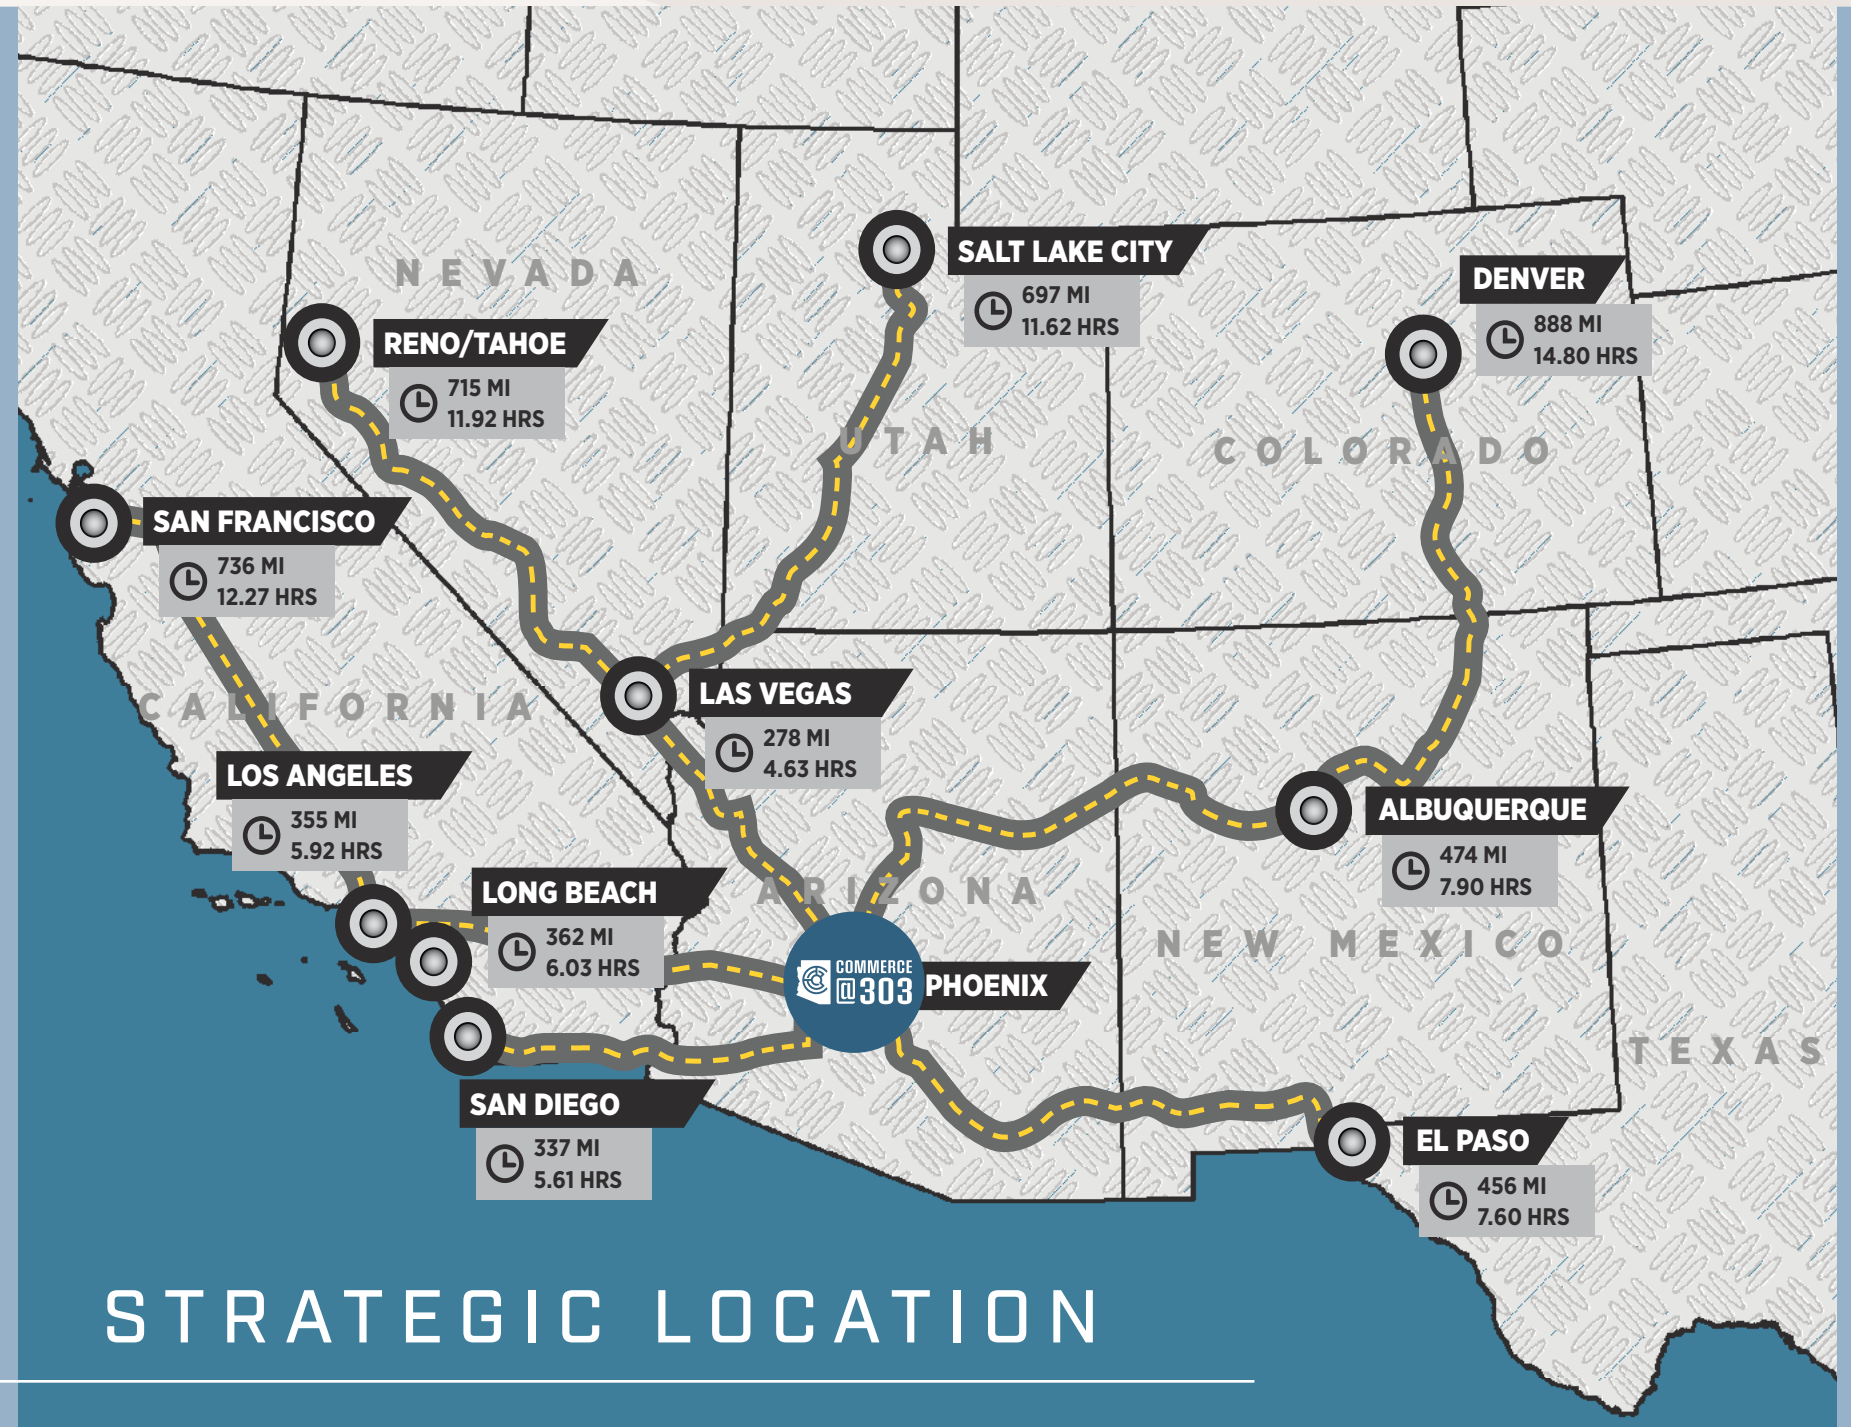 SALT LAKE CITY
697 MI
11.62 HRS
NEVADA
DENVER
888 MI
14.80 HRS
RENO/TAHOE
715 MI
11.92 HRS
UTAH
COLORADO
SAN FRANCISCO
736 MI
12.27 HRS
LAS VEGAS
278 MI
4.63 HRS
CALIFORNIA
LOS ANGELES
355 MI
5.92 HRS
ALBUQUERQUE
474 MI
7.90 HRS
LONG BEACH
362 MI
6.03 HRS
ARIZONA
NEW MEXICO
COMMERCE
@303
PHOENIX
TEXAS
SAN DIEGO
337 MI
5.61 HRS
EL PASO
456 MI
7.60 HRS
STRATEGIC LOCATION